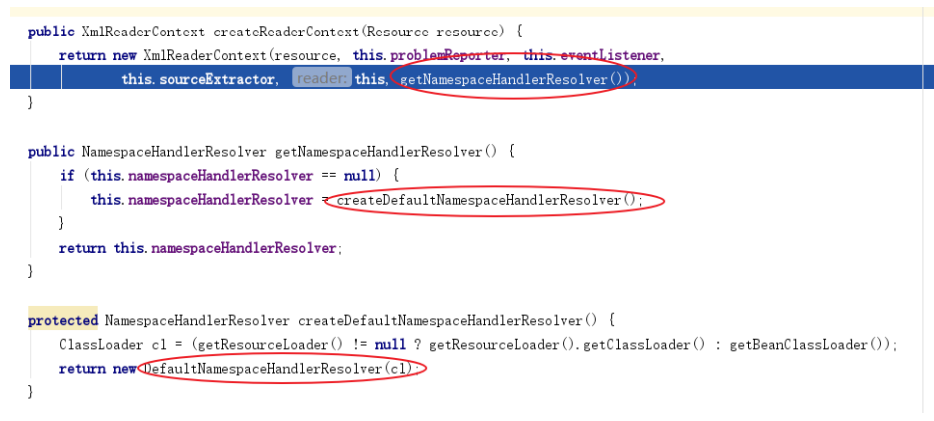 public XmlReaderContext createReaderContext(Resource resource) {
return new XmlReaderContext(resource, this.problemReporter, this.eventListener,
this.sourceExtractor, reader: this, getNamespaceHandlerResolver());
}
public NamespaceHandlerResolver getNamespaceHandlerResolver() {
if (this.namespaceHandlerResolver == null) {
this.namespaceHandlerResolver = createDefaultNamespaceHandlerResolver();
}
return this.namespaceHandlerResolver;
}
protected NamespaceHandlerResolver createDefaultNamespaceHandlerResolver() {
ClassLoader cl = (getResourceLoader() != null ? getResourceLoader().getClassLoader() : getBeanClassLoader());
return new DefaultNamespaceHandlerResolver(cl);
}